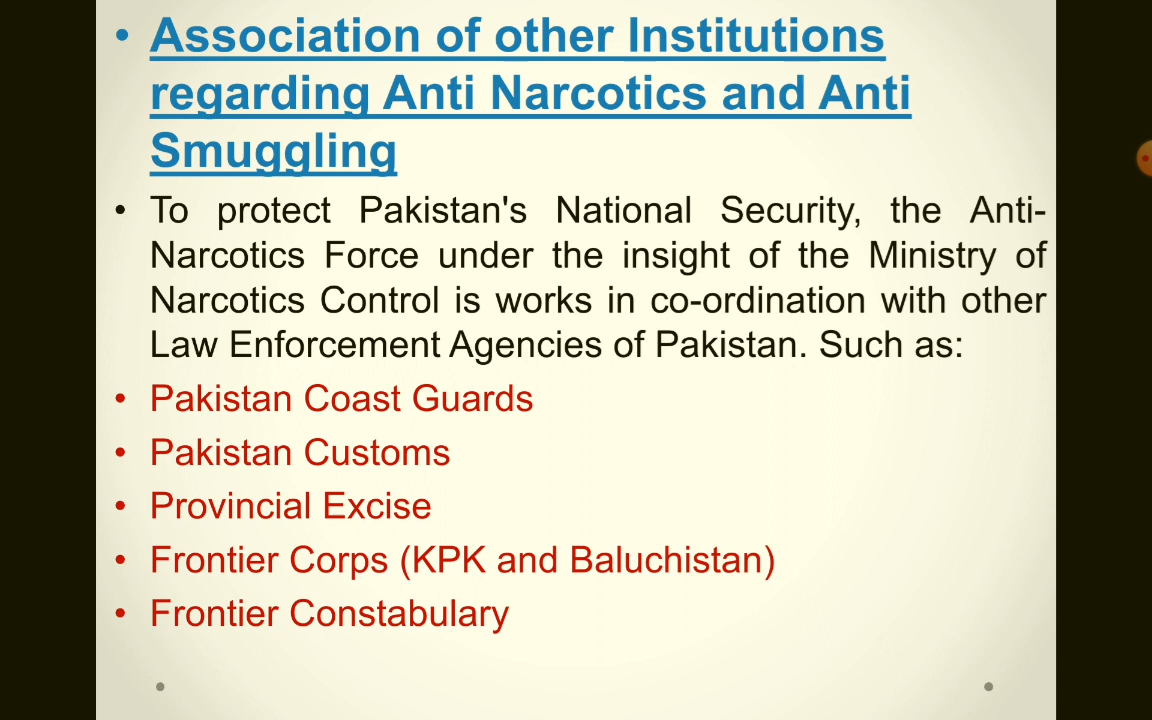 • Association of other Institutions
regarding Anti Narcotics and Anti
Smuggling
• To protect Pakistan's National Security, the Anti-
Narcotics Force under the insight of the Ministry of
Narcotics Control is works in co-ordination with other
Law Enforcement Agencies of Pakistan. Such as:
• Pakistan Coast Guards
• Pakistan Customs
• Provincial Excise
• Frontier Corps (KPK and Baluchistan)
• Frontier Constabulary